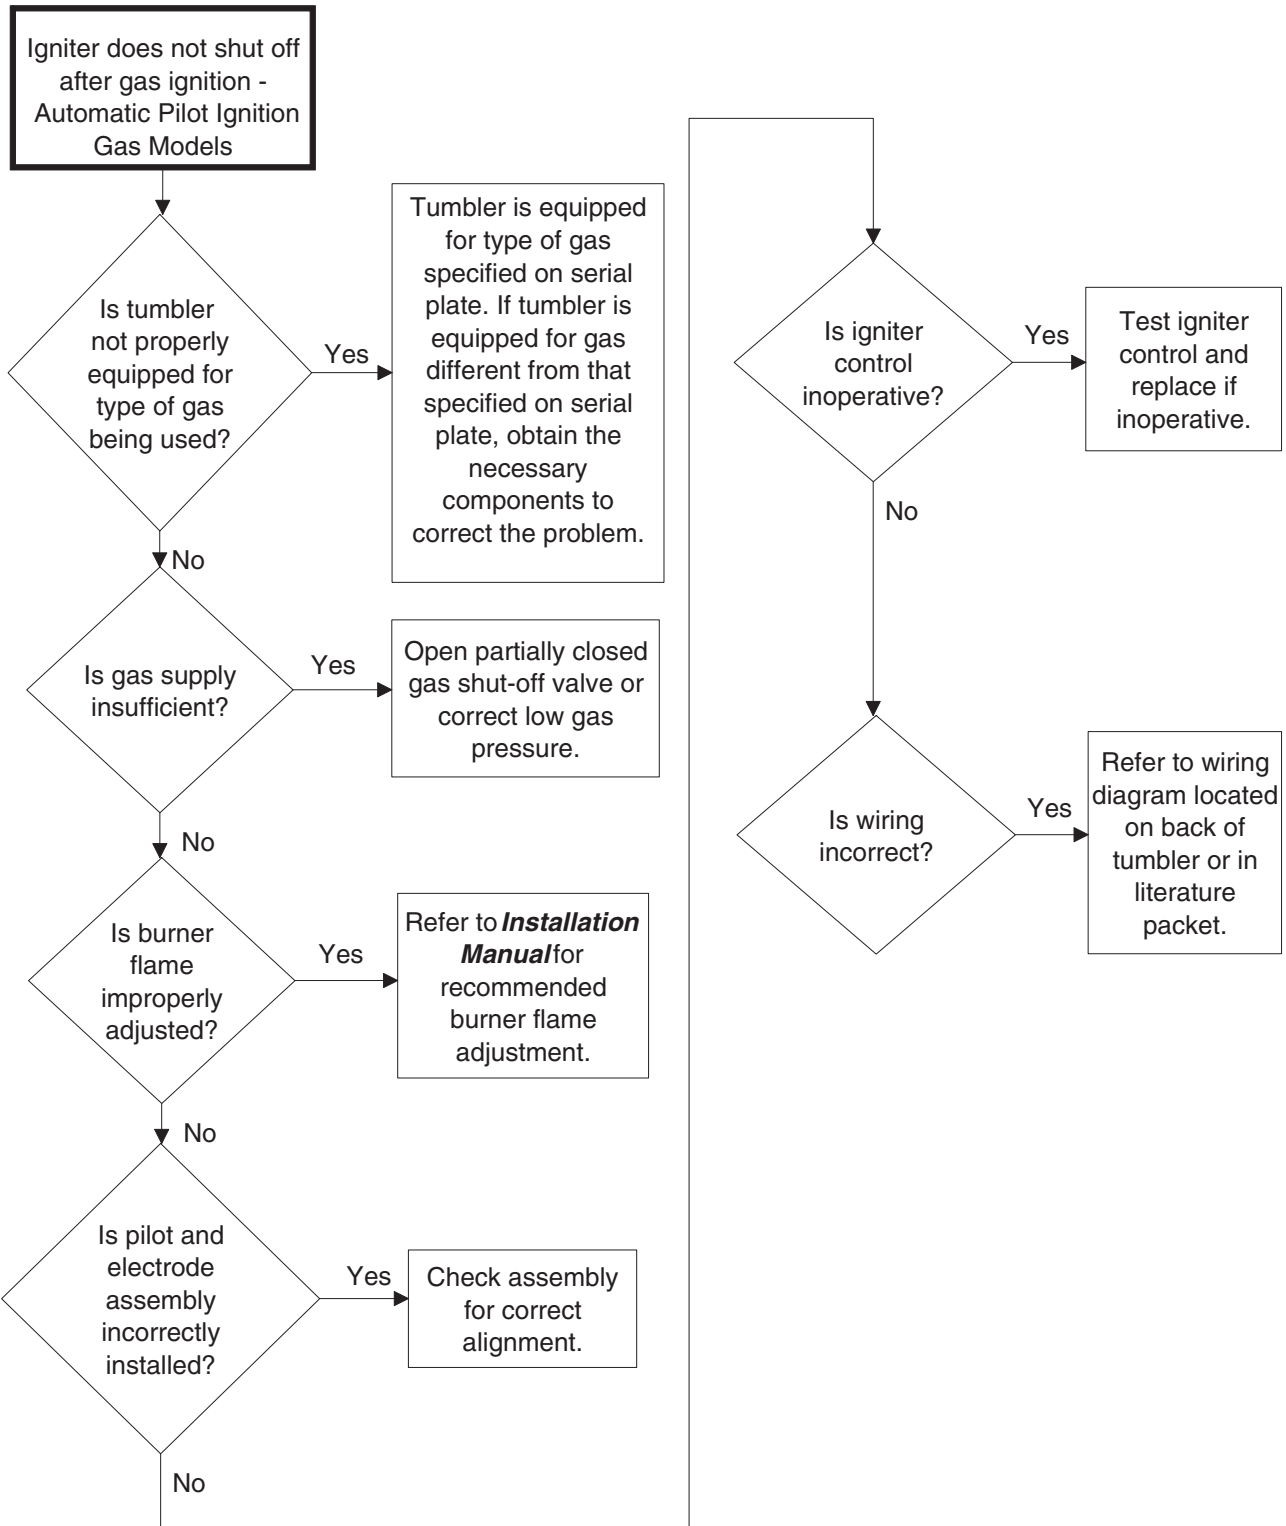 Igniter does not shut off
after gas ignition -
Automatic Pilot Ignition
Gas Models
Is tumbler
not properly
equipped for
type of gas
being used?
Yes
Tumbler is equipped
for type of gas
specified on serial
plate. If tumbler is
equipped for gas
different from that
specified on serial
plate, obtain the
necessary
components to
correct the problem.
No
Is gas supply
insufficient?
Yes
Open partially closed
gas shut-off valve or
correct low gas
pressure.
No
Is burner
flame
improperly
adjusted?
Yes
Refer to Installation
Manual for
recommended
burner flame
adjustment.
No
Is pilot and
electrode
assembly
incorrectly
installed?
Yes
Check assembly
for correct
alignment.
No
Is igniter
control
inoperative?
Yes
Test igniter
control and
replace if
inoperative.
No
Is wiring
incorrect?
Yes
Refer to wiring
diagram located
on back of
tumbler or in
literature
packet.